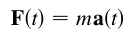 F(t) = ma(t)